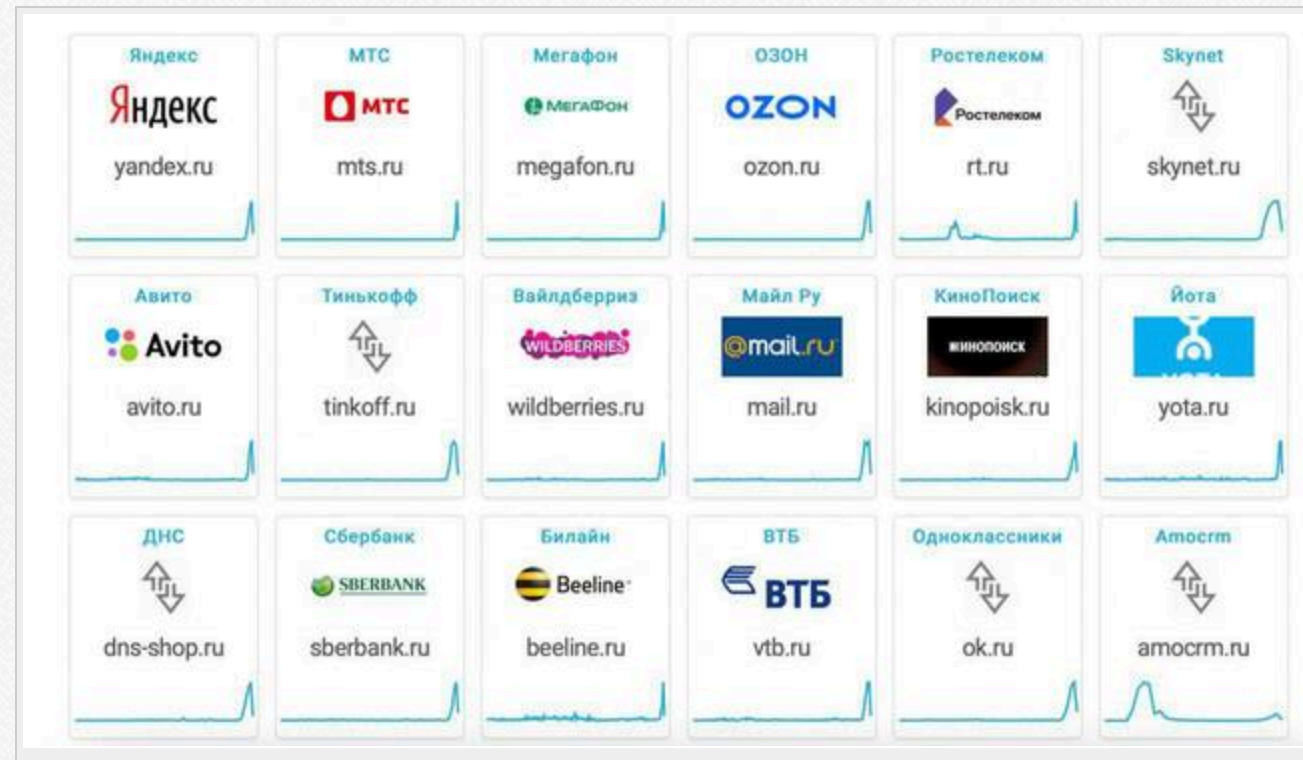 Яндекс
Яндекс
yandex.ru
МТС
МТС
mts.ru
Мегафон
МЕГАФОН
megafon.ru
ОЗОН
OZON
ozon.ru
Ростелеком
Ростелеком
rt.ru
Skynet
skynet.ru
Авито
Avito
avito.ru
Тинькофф
tinkoff.ru
Вайлдберриз
WILDBERRIES
wildberries.ru
Майл Ру
@mail.ru
mail.ru
КиноПоиск
КИНОПОИСК
kinopoisk.ru
Йота
YOTA
yota.ru
ДНС
dns-shop.ru
Сбербанк
SBERBANK
sberbank.ru
Билайн
Beeline
beeline.ru
ВТБ
ВТБ
vtb.ru
Одноклассники
ok.ru
Amocrm
amocrm.ru